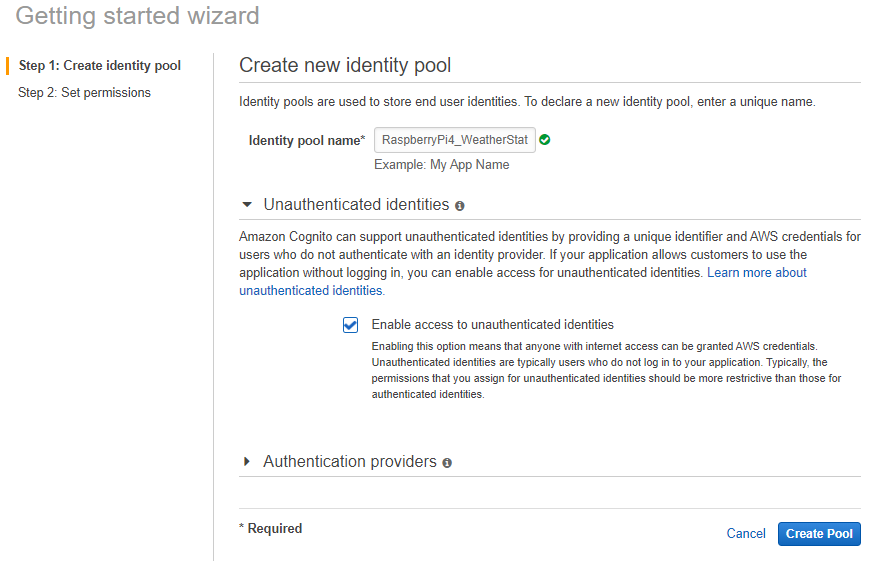 Getting started wizard
Step 1: Create identity pool
Step 2: Set permissions
Create new identity pool
Identity pools are used to store end user identities. To declare a new identity pool, enter a unique name.
Identity pool name* RaspberryPi4_WeatherStat
Example: My App Name
Unauthenticated identities
Amazon Cognito can support unauthenticated identities by providing a unique identifier and AWS credentials for
users who do not authenticate with an identity provider. If your application allows customers to use the
application without logging in, you can enable access for unauthenticated identities. Learn more about
unauthenticated identities.
Enable access to unauthenticated identities
Enabling this option means that anyone with internet access can be granted AWS credentials.
Unauthenticated identities are typically users who do not log in to your application. Typically, the
permissions that you assign for unauthenticated identities should be more restrictive than those for
authenticated identities.
Authentication providers
* Required
Cancel Create Pool